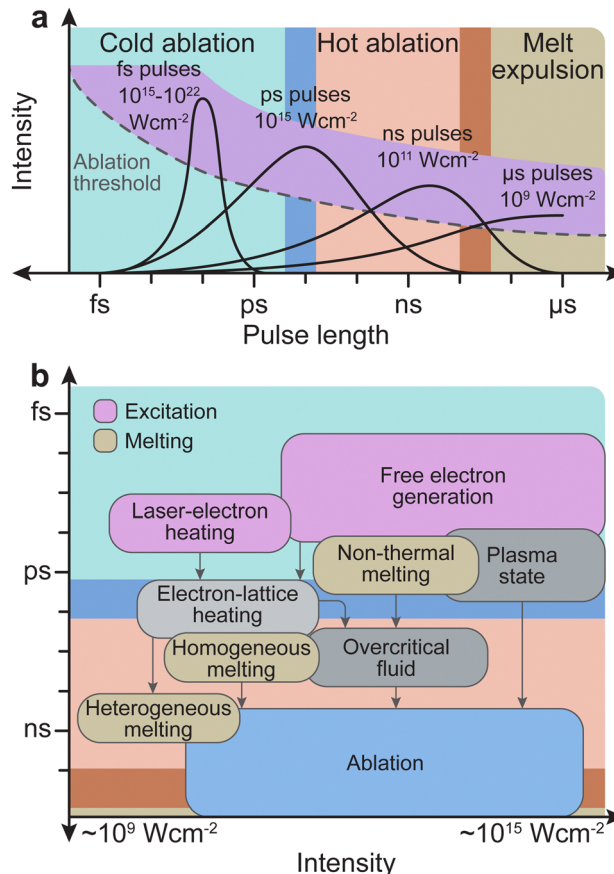 a
Cold ablation
Hot ablation
Melt
expulsion
fs pulses
10¹⁵-10²²
Wcm⁻²
ps pulses
10¹⁵ Wcm⁻²
ns pulses
10¹¹ Wcm⁻²
µs pulses
10⁹ Wcm⁻²
Ablation
threshold
Intensity
fs
ps
ns
µs
Pulse length
b
fs
Excitation
Melting
Free electron
generation
Laser-electron
heating
Non-thermal
melting
Plasma
state
ps
Electron-lattice
heating
Homogeneous
melting
Overcritical
fluid
Heterogeneous
melting
ns
Ablation
~10⁹ Wcm⁻²
~10¹⁵ Wcm⁻²
Intensity